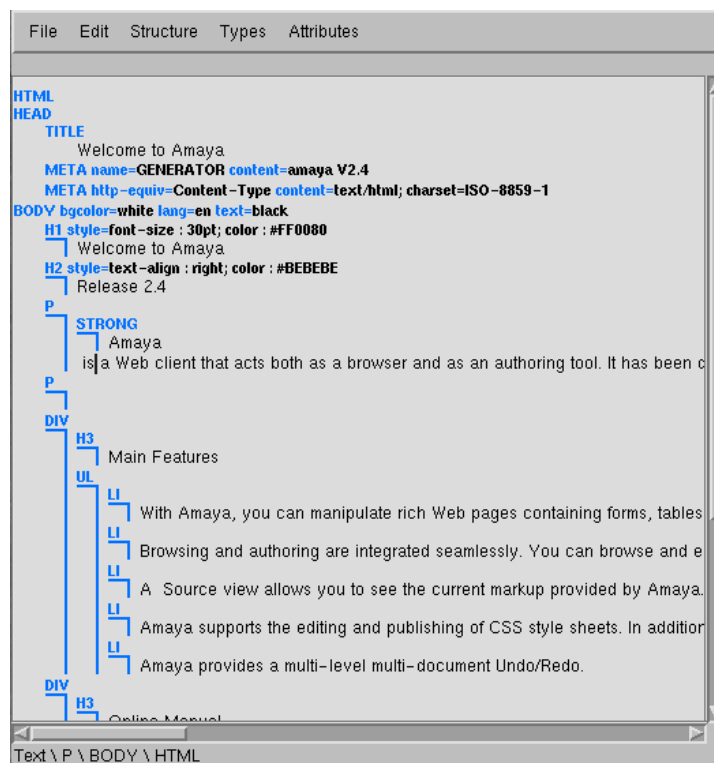 File Edit Structure Types Attributes
HTML
HEAD
TITLE
Welcome to Amaya
META name=GENERATOR content=amaya V2.4
META http-equiv=Content-Type content=text/html; charset=ISO-8859-1
BODY bgcolor=white lang=en text=black
H1 style=font-size : 30pt; color : #FF0080
Welcome to Amaya
H2 style=text-align : right; color : #BEBEBE
Release 2.4
P
STRONG
Amaya
is a Web client that acts both as a browser and as an authoring tool. It has been c
P
DIV
H3
Main Features
UL
LI
With Amaya, you can manipulate rich Web pages containing forms, tables
LI
Browsing and authoring are integrated seamlessly. You can browse and e
LI
A Source view allows you to see the current markup provided by Amaya.
LI
Amaya supports the editing and publishing of CSS style sheets. In addition
LI
Amaya provides a multi-level multi-document Undo/Redo.
DIV
H3
Online Manual
Text \ P \ BODY \ HTML